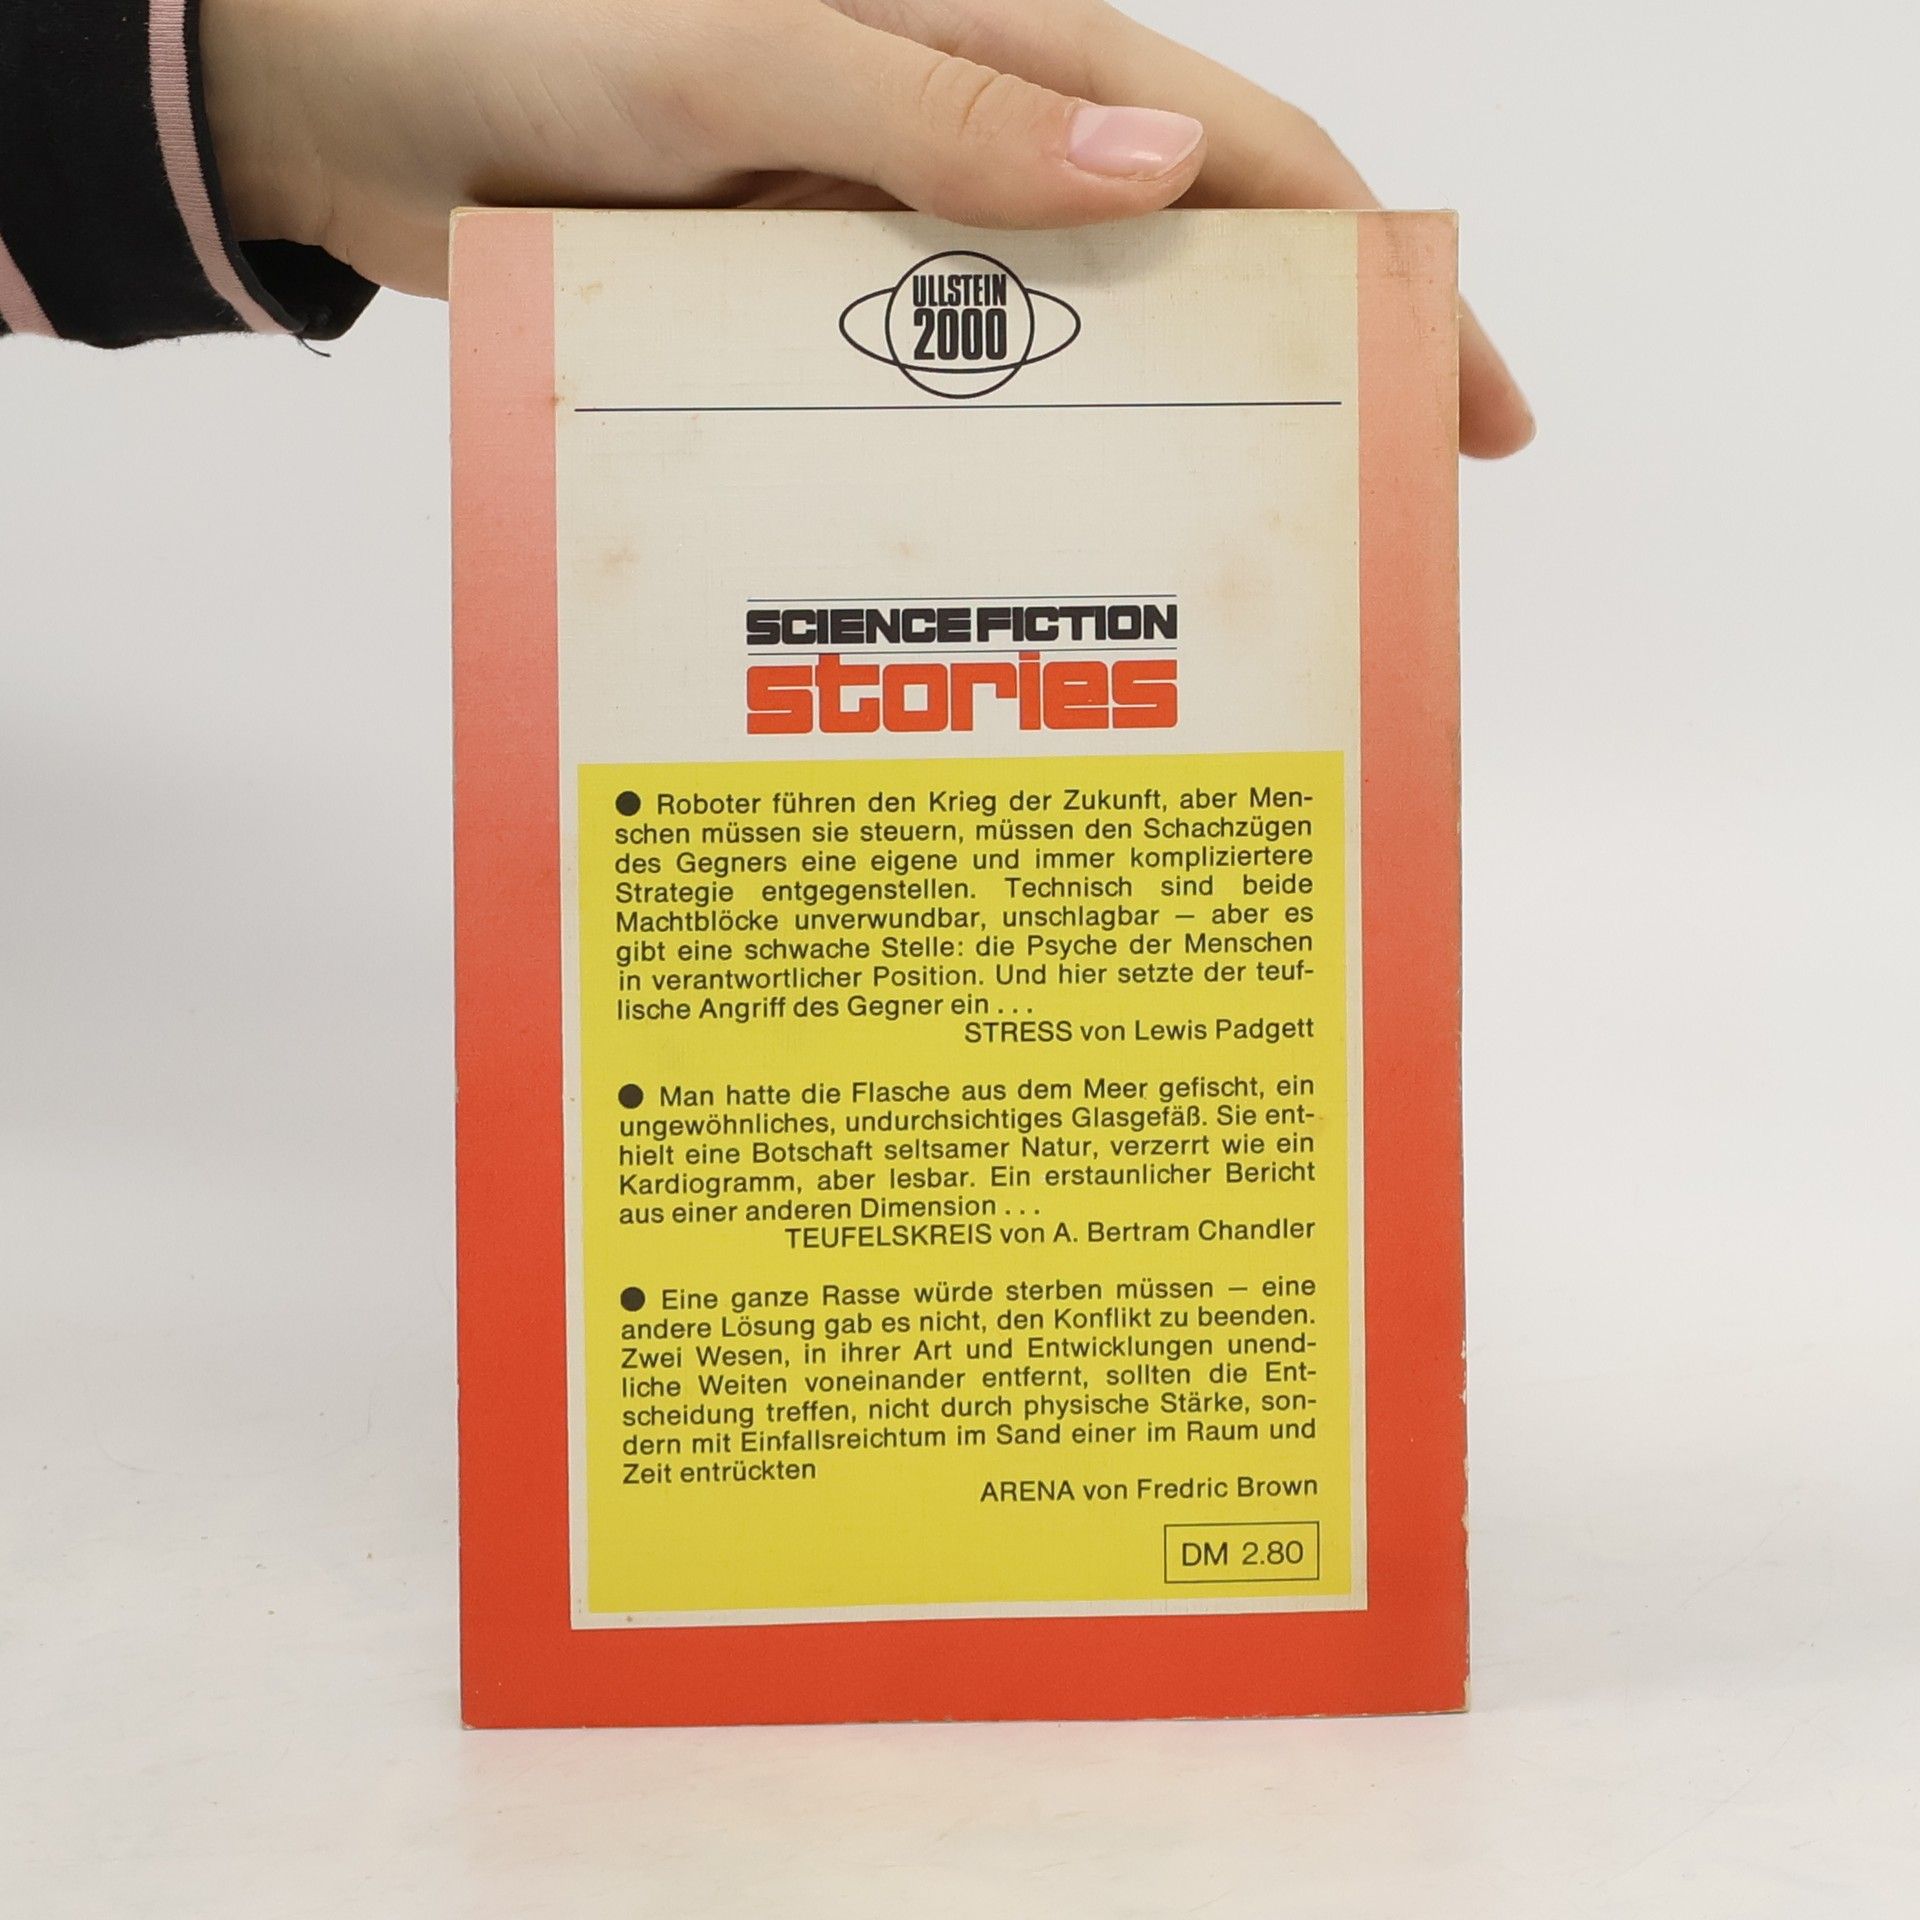 ULLSTEIN
2000
SCIENCE FICTION
stories
● Roboter führen den Krieg der Zukunft, aber Men-
schen müssen sie steuern, müssen den Schachzügen
des Gegners eine eigene und immer kompliziertere
Strategie entgegenstellen. Technisch sind beide
Machtblöcke unverwundbar, unschlagbar — aber es
gibt eine schwache Stelle: die Psyche der Menschen
in verantwortlicher Position. Und hier setzte der teuf-
lische Angriff des Gegner ein . . .
STRESS von Lewis Padgett
● Man hatte die Flasche aus dem Meer gefischt, ein
ungewöhnliches, undurchsichtiges Glasgefäß. Sie ent-
hielt eine Botschaft seltsamer Natur, verzerrt wie ein
Kardiogramm, aber lesbar. Ein erstaunlicher Bericht
aus einer anderen Dimension . . .
TEUFELSKREIS von A. Bertram Chandler
● Eine ganze Rasse würde sterben müssen — eine
andere Lösung gab es nicht, den Konflikt zu beenden.
Zwei Wesen, in ihrer Art und Entwicklungen unend-
liche Weiten voneinander entfernt, sollten die Ent-
scheidung treffen, nicht durch physische Stärke, son-
dern mit Einfallsreichtum im Sand einer im Raum und
Zeit entrückten
ARENA von Fredric Brown
DM 2.80